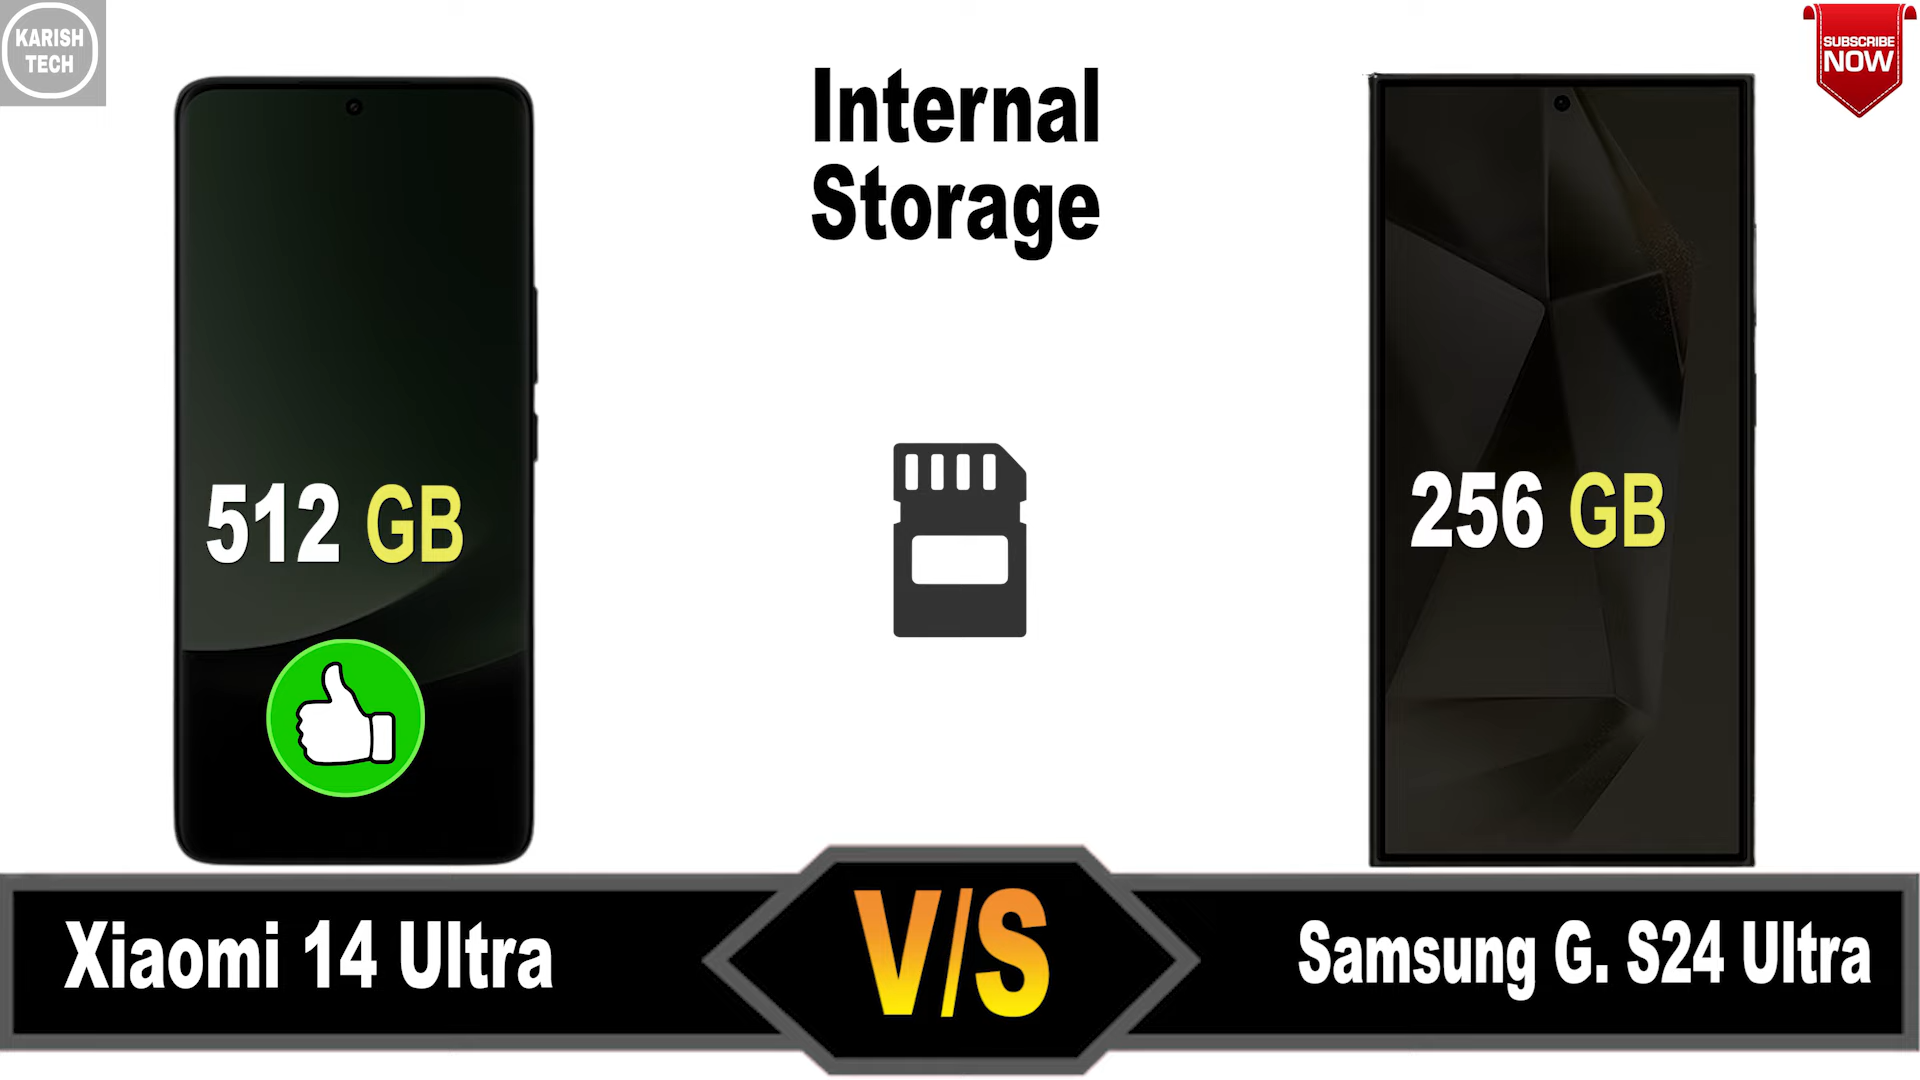 KARISH
TECH
SUBSCRIBE
NOW
Internal
Storage
512 GB
256 GB
Xiaomi 14 Ultra
V/S
Samsung G. S24 Ultra